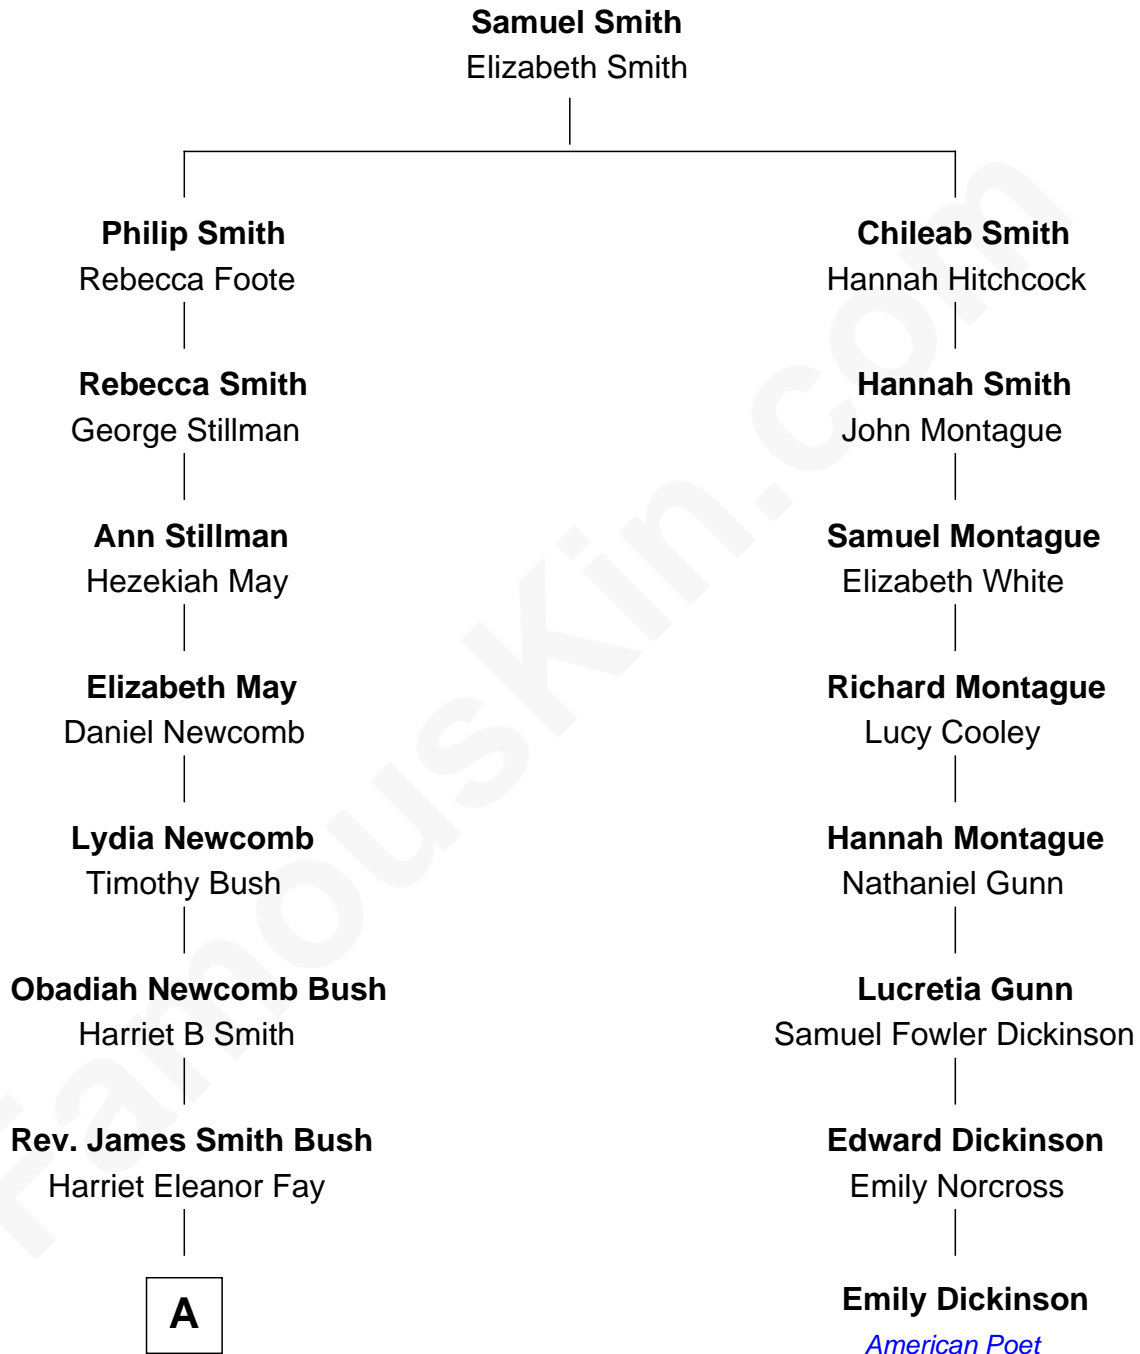 Samuel Smith
Elizabeth Smith
Philip Smith
Rebecca Foote
Chileab Smith
Hannah Hitchcock
Rebecca Smith
George Stillman
Hannah Smith
John Montague
Ann Stillman
Hezekiah May
Samuel Montague
Elizabeth White
Elizabeth May
Daniel Newcomb
Richard Montague
Lucy Cooley
Lydia Newcomb
Timothy Bush
Hannah Montague
Nathaniel Gunn
Obadiah Newcomb Bush
Harriet B Smith
Lucretia Gunn
Samuel Fowler Dickinson
Rev. James Smith Bush
Harriet Eleanor Fay
Edward Dickinson
Emily Norcross
A
Emily Dickinson
American Poet
FamousKin.com